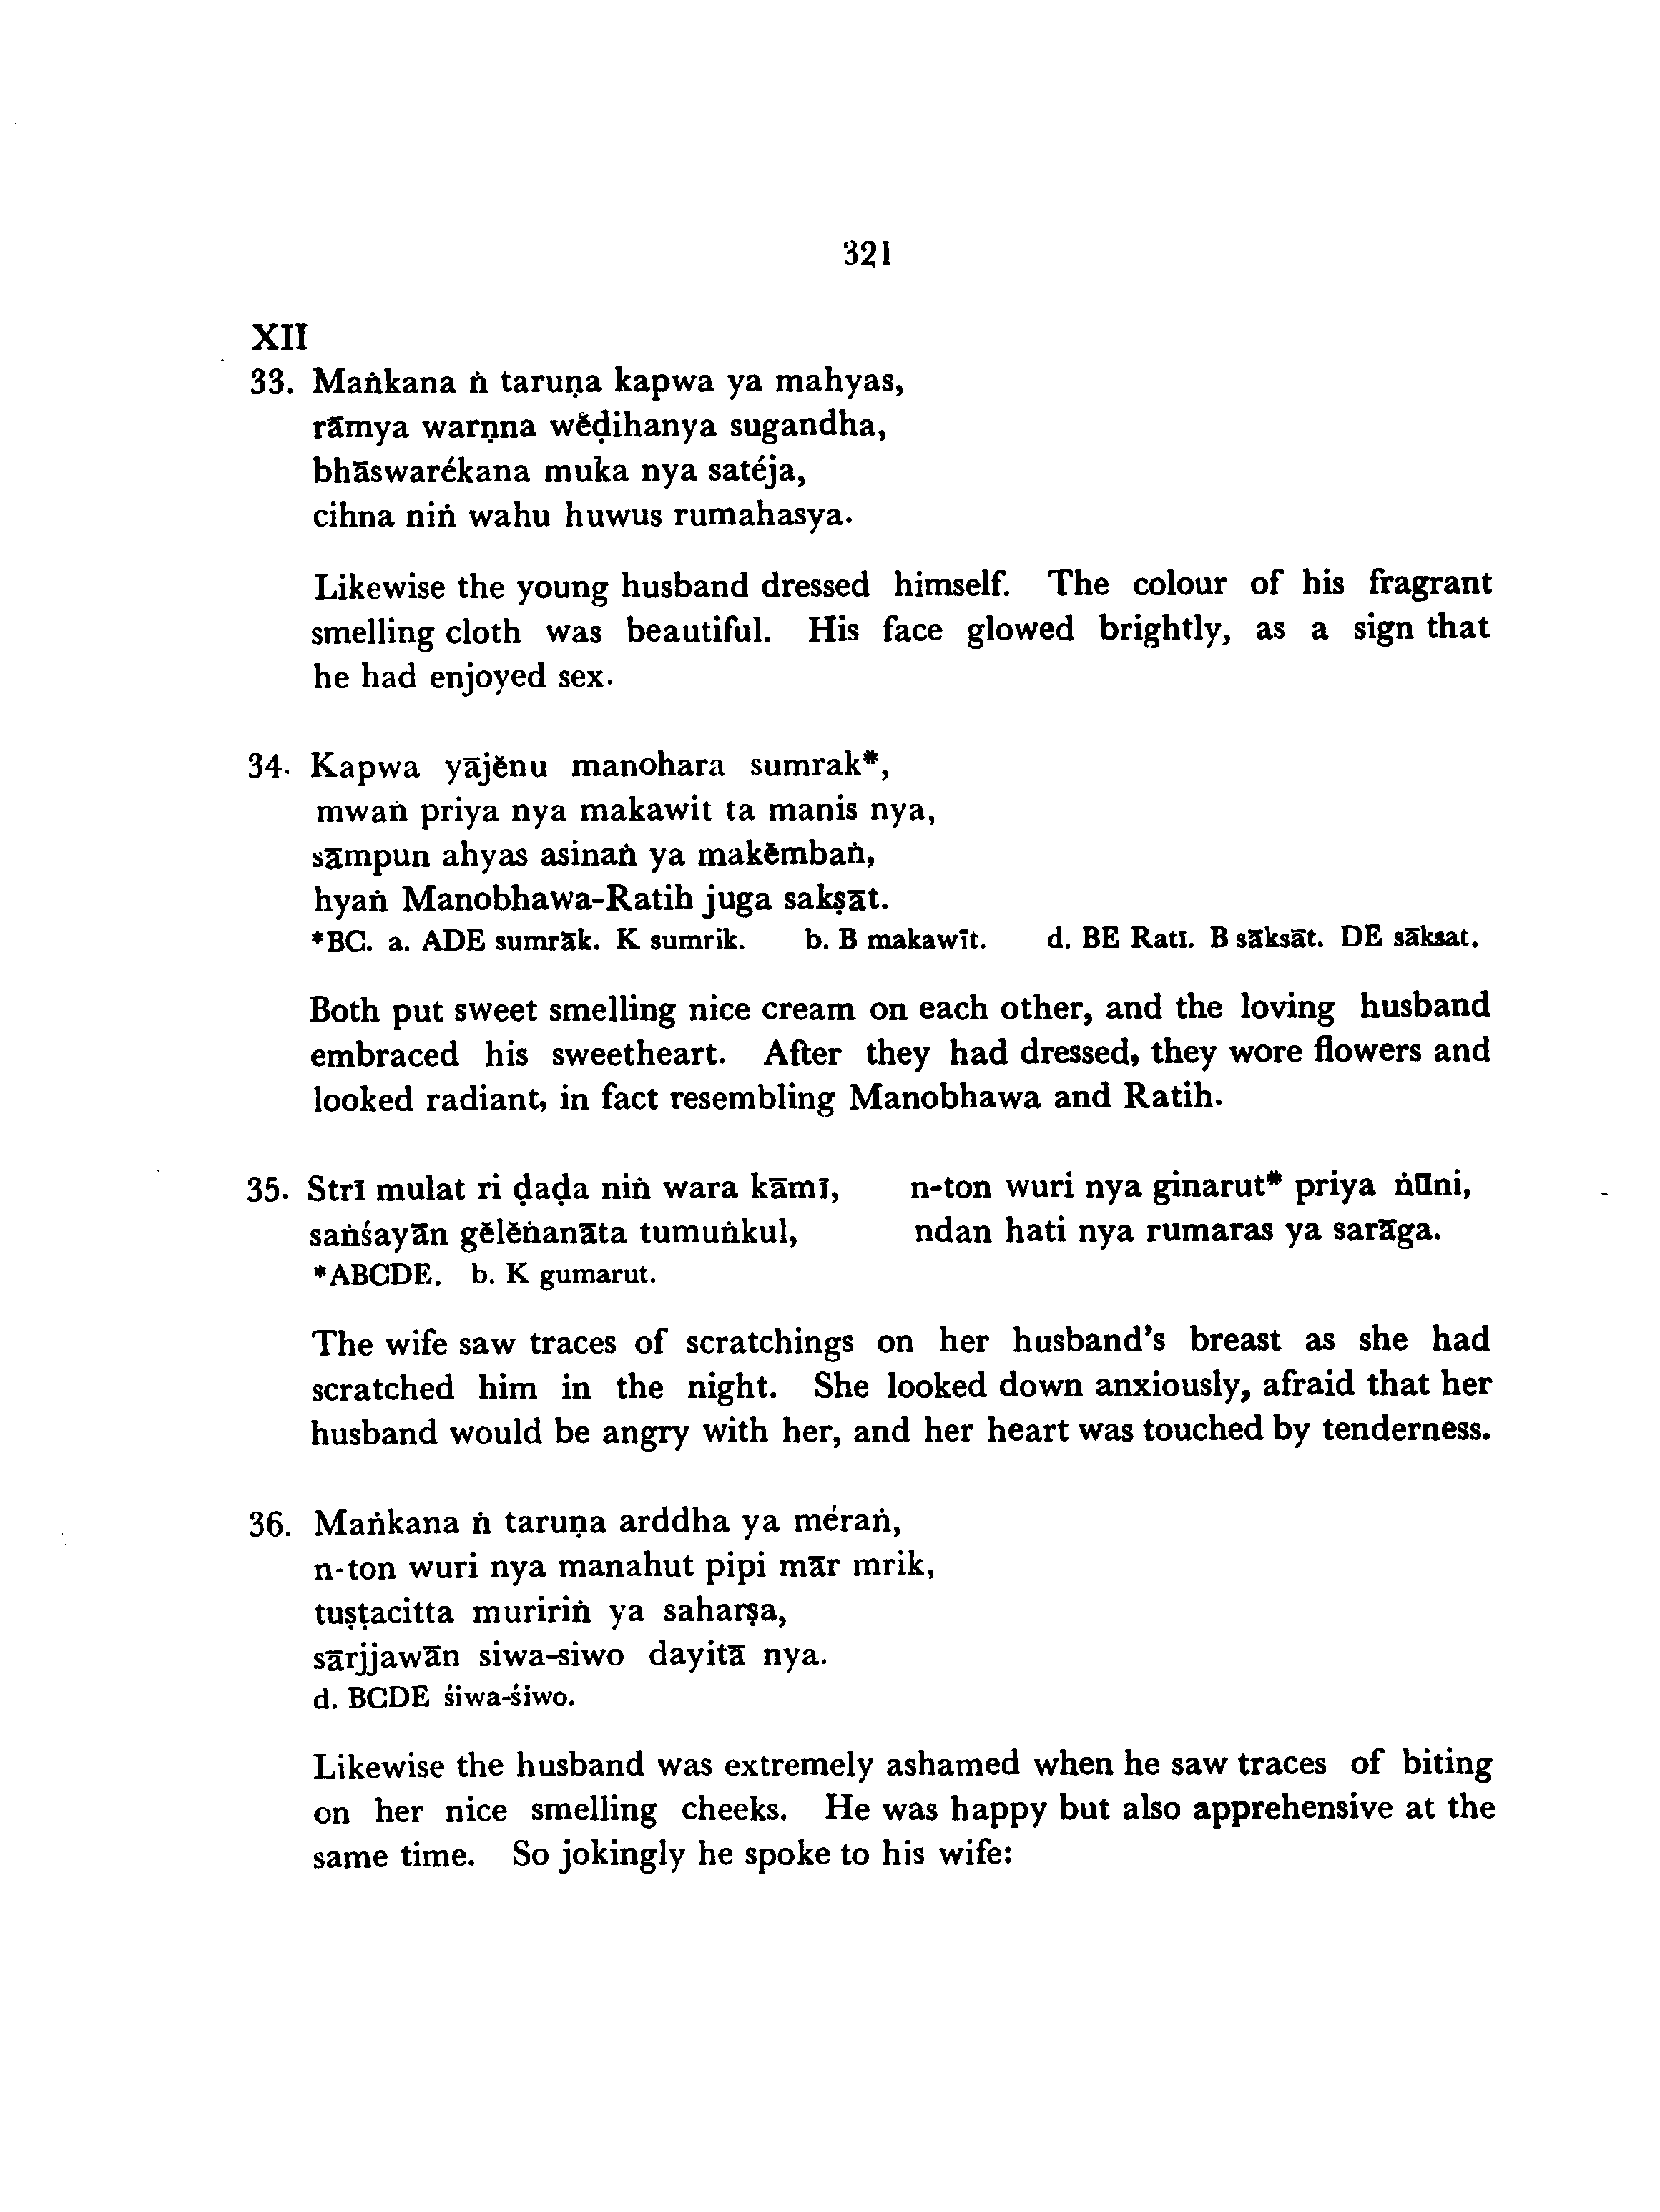 321
XII
33. Maṅkana ṅ taruṇa kapwa ya mahyas,
rāmya warṇna wĕḍihanya sugandha,
bhāswarékana muka nya satéja,
cihna niṅ wahu huwus rumahasya.
Likewise the young husband dressed himself. The colour of his fragrant
smelling cloth was beautiful. His face glowed brightly, as a sign that
he had enjoyed sex.
34. Kapwa yājĕnu manohara sumrak*,
mwaṅ priya nya makawit ta manis nya,
sāmpun ahyas asinaṅ ya makĕmbaṅ,
hyaṅ Manobhawa-Ratih juga sakṣāt.
*BC. a. ADE sumrāk. K sumrik. b. B makawīt. d. BE Ratī. B sāksāt. DE sāksat.
Both put sweet smelling nice cream on each other, and the loving husband
embraced his sweetheart. After they had dressed, they wore flowers and
looked radiant, in fact resembling Manobhawa and Ratih.
35. Strī mulat ri ḍaḍa niṅ wara kāmī, n-ton wuri nya ginarut* priya ṅūni,
saṅśayān gĕlĕṅanāta tumuṅkul, ndan hati nya rumaras ya sarāga.
*ABCDE. b. K gumarut.
The wife saw traces of scratchings on her husband's breast as she had
scratched him in the night. She looked down anxiously, afraid that her
husband would be angry with her, and her heart was touched by tenderness.
36. Maṅkana ṅ taruṇa arddha ya méraṅ,
n-ton wuri nya manahut pipi mār mrik,
tuṣṭacitta muririṅ ya saharṣa,
sārjjawān siwa-siwo dayitā nya.
d. BCDE śiwa-śiwo.
Likewise the husband was extremely ashamed when he saw traces of biting
on her nice smelling cheeks. He was happy but also apprehensive at the
same time. So jokingly he spoke to his wife: